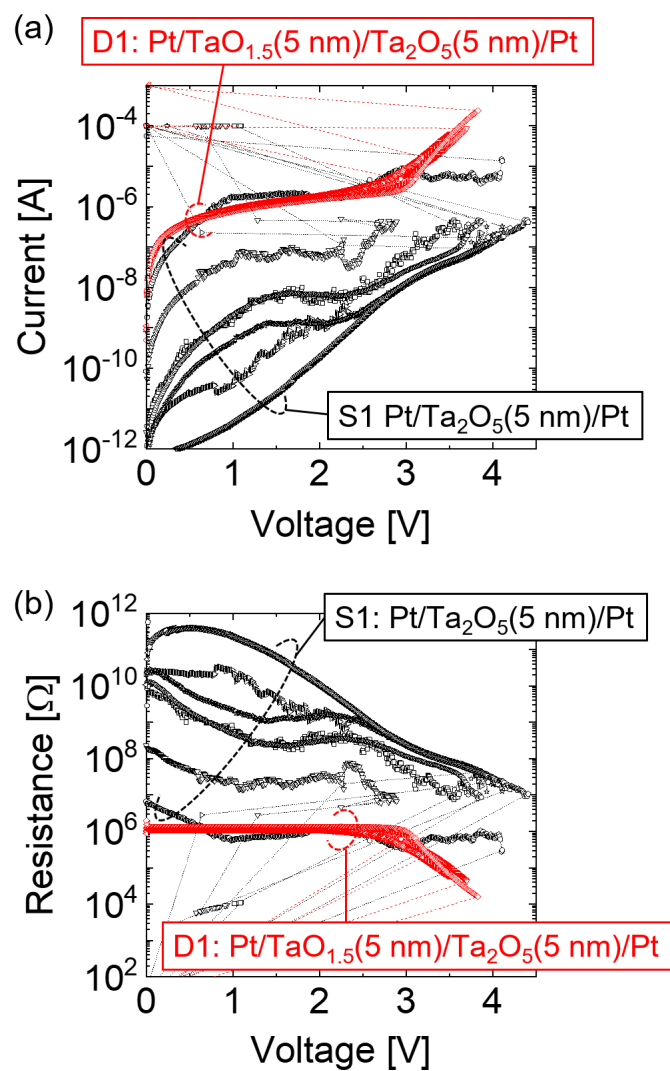 (a)
D1: Pt/TaO1.5(5 nm)/Ta2O5(5 nm)/Pt
10-4
10-6
10-8
10-10
10-12
Current [A]
S1 Pt/Ta2O5(5 nm)/Pt
0 1 2 3 4
Voltage [V]
(b)
1012
S1: Pt/Ta2O5(5 nm)/Pt
1010
108
106
104
102
Resistance [Ω]
D1: Pt/TaO1.5(5 nm)/Ta2O5(5 nm)/Pt
0 1 2 3 4
Voltage [V]